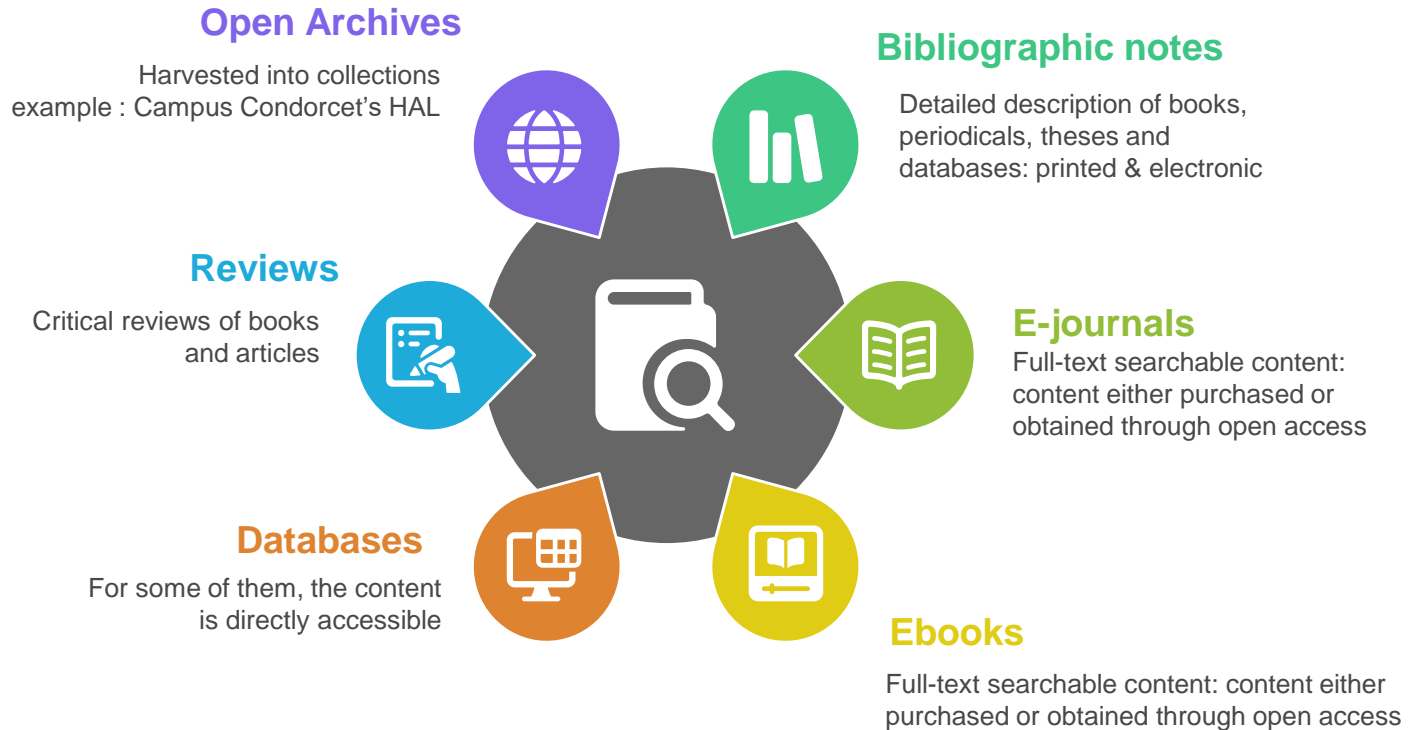 Open Archives
Harvested into collections
example : Campus Condorcet's HAL
Bibliographic notes
Detailed description of books,
periodicals, theses and
databases: printed & electronic
Reviews
Critical reviews of books
and articles
E-journals
Full-text searchable content:
content either purchased or
obtained through open access
Databases
For some of them, the content
is directly accessible
Ebooks
Full-text searchable content: content either
purchased or obtained through open access